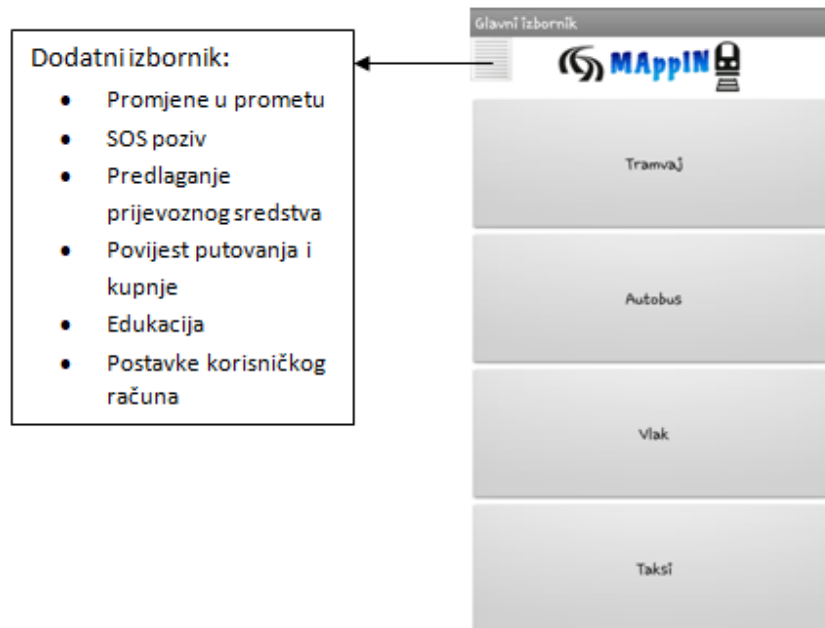 Dodatni izbornik:
• Promjene u prometu
• SOS poziv
• Predlaganje
prijevoznog sredstva
• Povijest putovanja i
kupnje
• Edukacija
• Postavke korisničkog
računa
Glavni izbornik
MAppIN
Tramvaj
Autobus
Vlak
Taksi